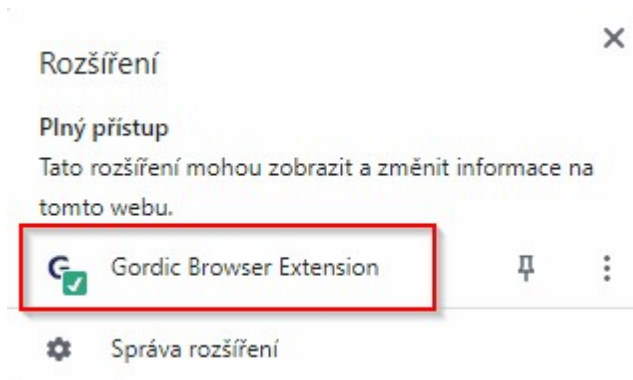 Rozšíření
Plný přístup
Tato rozšíření mohou zobrazit a změnit informace na
tomto webu.
Gordic Browser Extension
Správa rozšíření